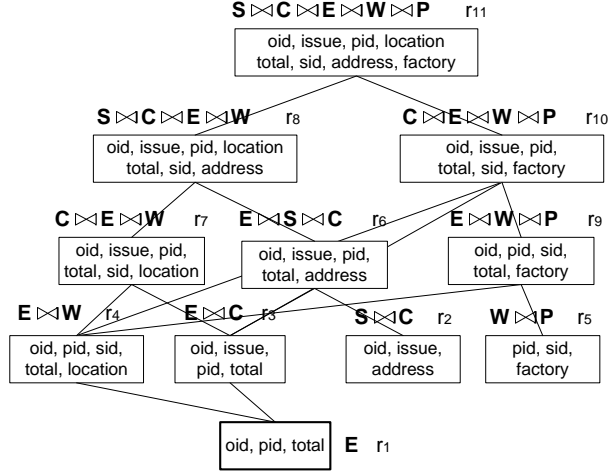 S⋈C⋈E⋈W⋈P r11
oid, issue, pid, location
total, sid, address, factory
S⋈C⋈E⋈W r8
C⋈E⋈W⋈P r10
oid, issue, pid, location
total, sid, address
oid, issue, pid,
total, sid, factory
C⋈E⋈W r7
E⋈S⋈C r6
E⋈W⋈P r9
oid, issue, pid,
total, sid, location
oid, issue, pid,
total, address
oid, pid, sid,
total, factory
E⋈W r4
E⋈C r3
S⋈C r2
W⋈P r5
oid, pid, sid,
total, location
oid, issue,
pid, total
oid, issue,
address
pid, sid,
factory
oid, pid, total E r1